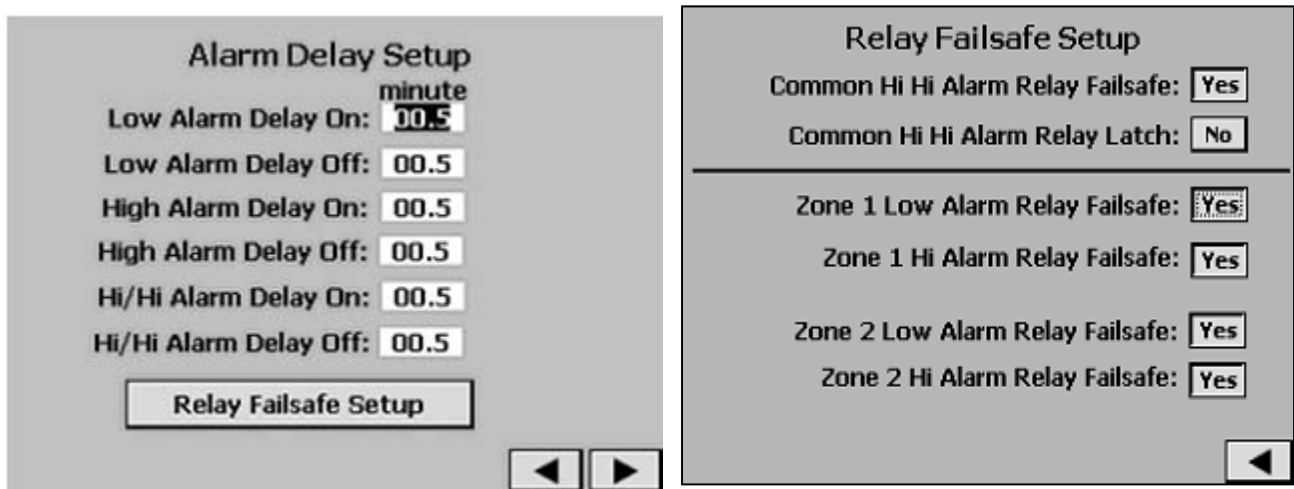 Alarm Delay Setup
minute
Low Alarm Delay On: 00.5
Low Alarm Delay Off: 00.5
High Alarm Delay On: 00.5
High Alarm Delay Off: 00.5
Hi/Hi Alarm Delay On: 00.5
Hi/Hi Alarm Delay Off: 00.5
Relay Failsafe Setup
Relay Failsafe Setup
Common Hi Hi Alarm Relay Failsafe: Yes
Common Hi Hi Alarm Relay Latch: No
Zone 1 Low Alarm Relay Failsafe: Yes
Zone 1 Hi Alarm Relay Failsafe: Yes
Zone 2 Low Alarm Relay Failsafe: Yes
Zone 2 Hi Alarm Relay Failsafe: Yes